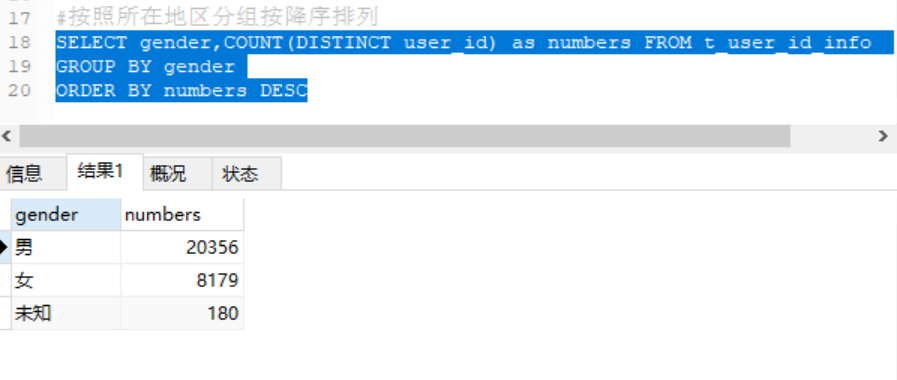 17 #按照所在地区分组按降序排列
18 SELECT gender,COUNT(DISTINCT user_id) as numbers FROM t_user_id_info
19 GROUP BY gender
20 ORDER BY numbers DESC
信息 结果1 概况 状态
gender numbers
男 20356
女 8179
未知 180